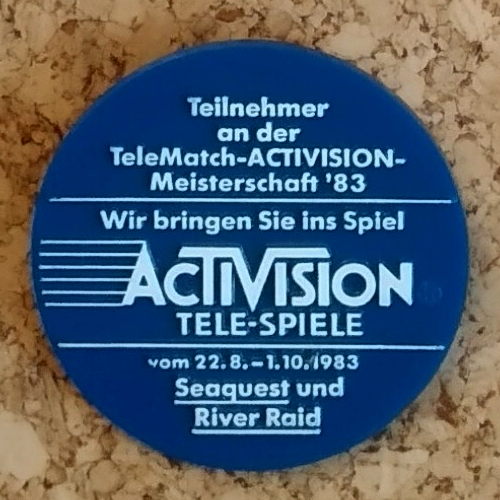 Teilnehmer
an der
TeleMatch-ACTIVISION-
Meisterschaft '83
Wir bringen Sie ins Spiel
ACTIVISION
TELE-SPIELE
vom 22.8.–1.10.1983
Seaquest und
River Raid